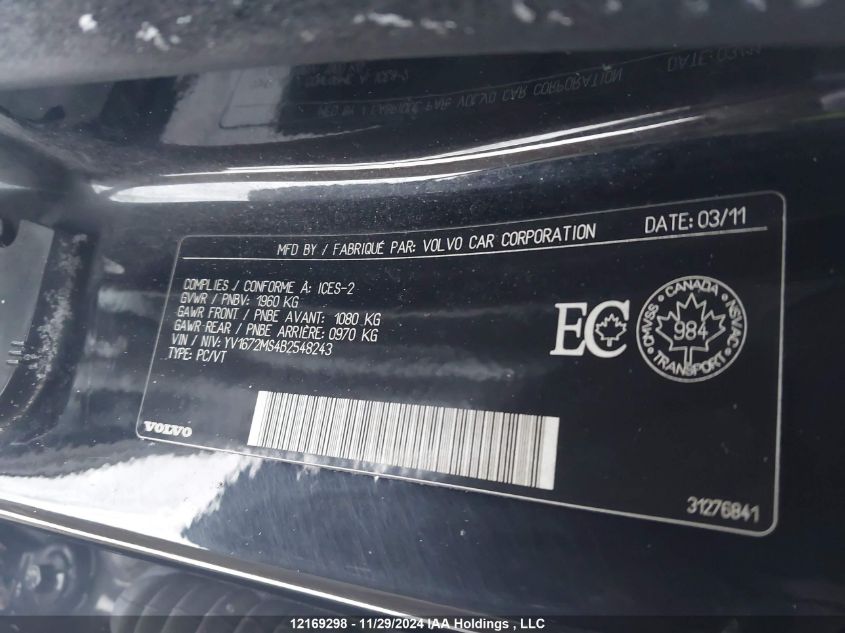 MFD BY / FABRIQUÉ PAR: VOLVO CAR CORPORATION DATE: 03/11
COMPLIES / CONFORME À: ICES-2
GVWR / PNBV: 1960 KG
GAWR FRONT / PNBE AVANT: 1080 KG
GAWR REAR / PNBE ARRIÈRE: 0970 KG
VIN / NIV: YV1672MS4B2548243
TYPE: PC/VT
EC
CANADA
CMVSS NSVAC
984
TRANSPORT
VOLVO
31276841
12169298 - 11/29/2024 IAA Holdings , LLC